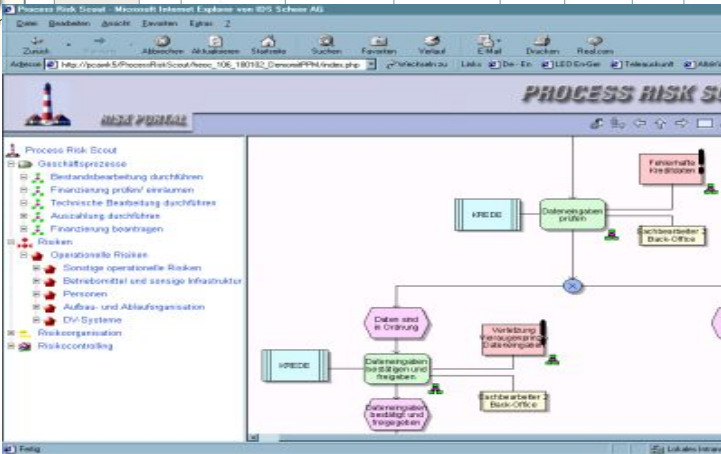 Process Risk Scout - Microsoft Internet Explorer von IDS Scheer AG
Datei Bearbeiten Ansicht Favoriten Extras ?
Zurück Abbrechen Aktualisieren Startseite Suchen Favoriten Verlauf E-Mail Drucken Real.com
Adresse Wechseln zu Links De - En LEO En-Ger Teleauskunft
PROCESS RISK SC
RISK PORTAL
Process Risk Scout
Geschäftsprozesse
Bestandsbearbeitung durchführen
Finanzierung prüfen/ einräumen
Technische Bearbeitung durchführen
Auszahlung durchführen
Finanzierung beantragen
Risiken
Operationelle Risiken
Sonstige operationelle Risiken
Betriebsmittel und sonsige Infrastruktur
Personen
Aufbau- und Ablauforganisation
DV-Systeme
Risikoorganisation
Risikocontrolling
Fehlerhafte
Kreditdaten
KREDE
Dateneingaben
prüfen
Sachbearbeiter 2
Back-Office
Daten sind
in Ordnung
Verletzung
Vieraugenprinzip
Dateneingaben
KREDE
Dateneingaben
bestätigen und
freigeben
Sachbearbeiter 2
Back-Office
Dateneingaben
bestätigt und
freigegeben
Fertig
Lokales Intranet